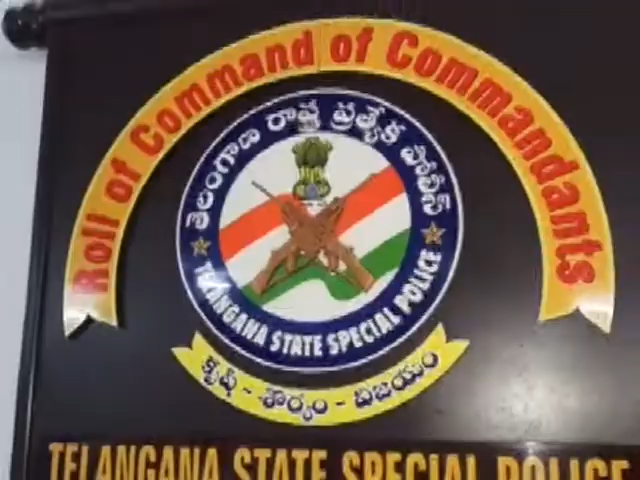 Roll of Command of Commandants
తెలంగాణ రాష్ట్ర ప్రత్యేక పోలీస్
TELANGANA STATE SPECIAL POLICE
కృషి - శౌర్యం - విజయం
TELANGANA STATE SPECIAL POLICE